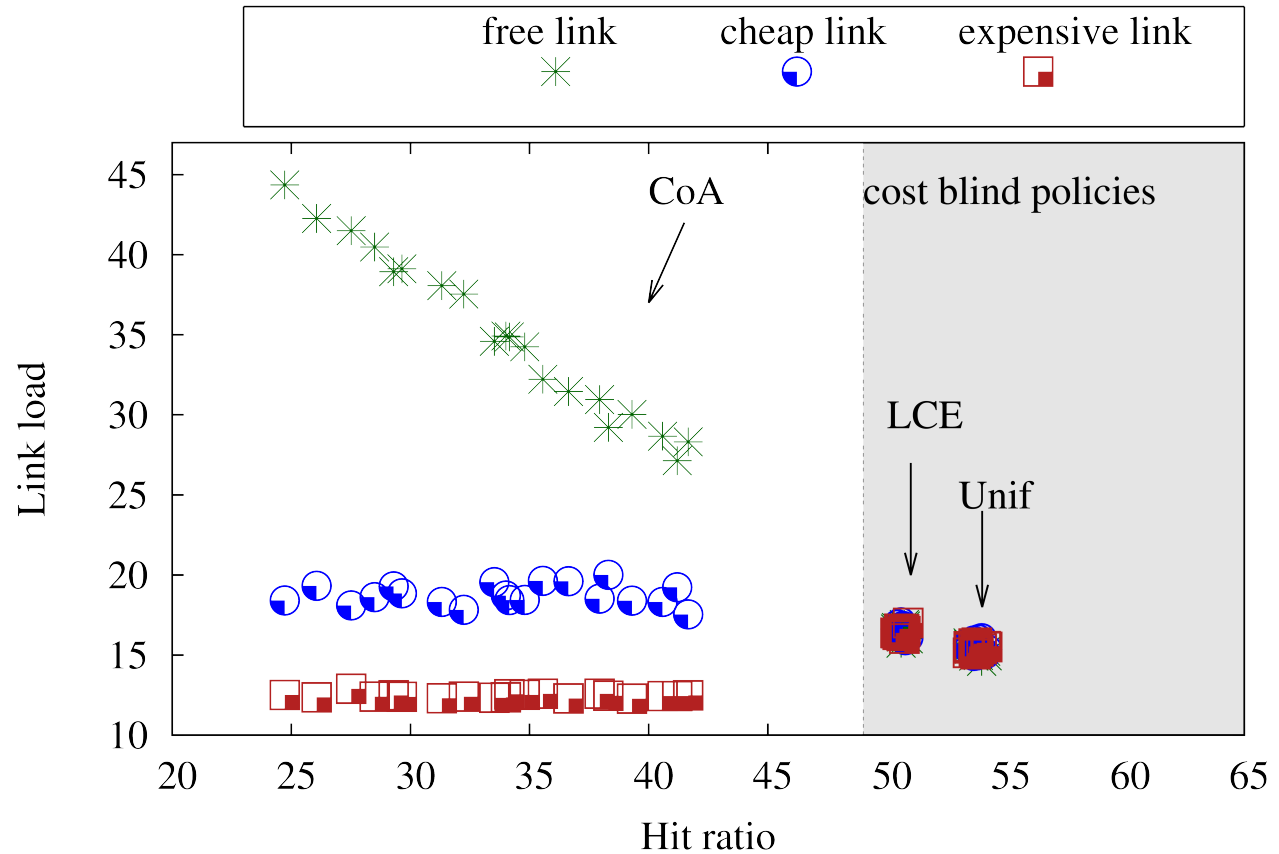 free link cheap link expensive link
45
40
35
30
25
20
15
10
Link load
CoA
cost blind policies
LCE
Unif
20 25 30 35 40 45 50 55 60 65
Hit ratio